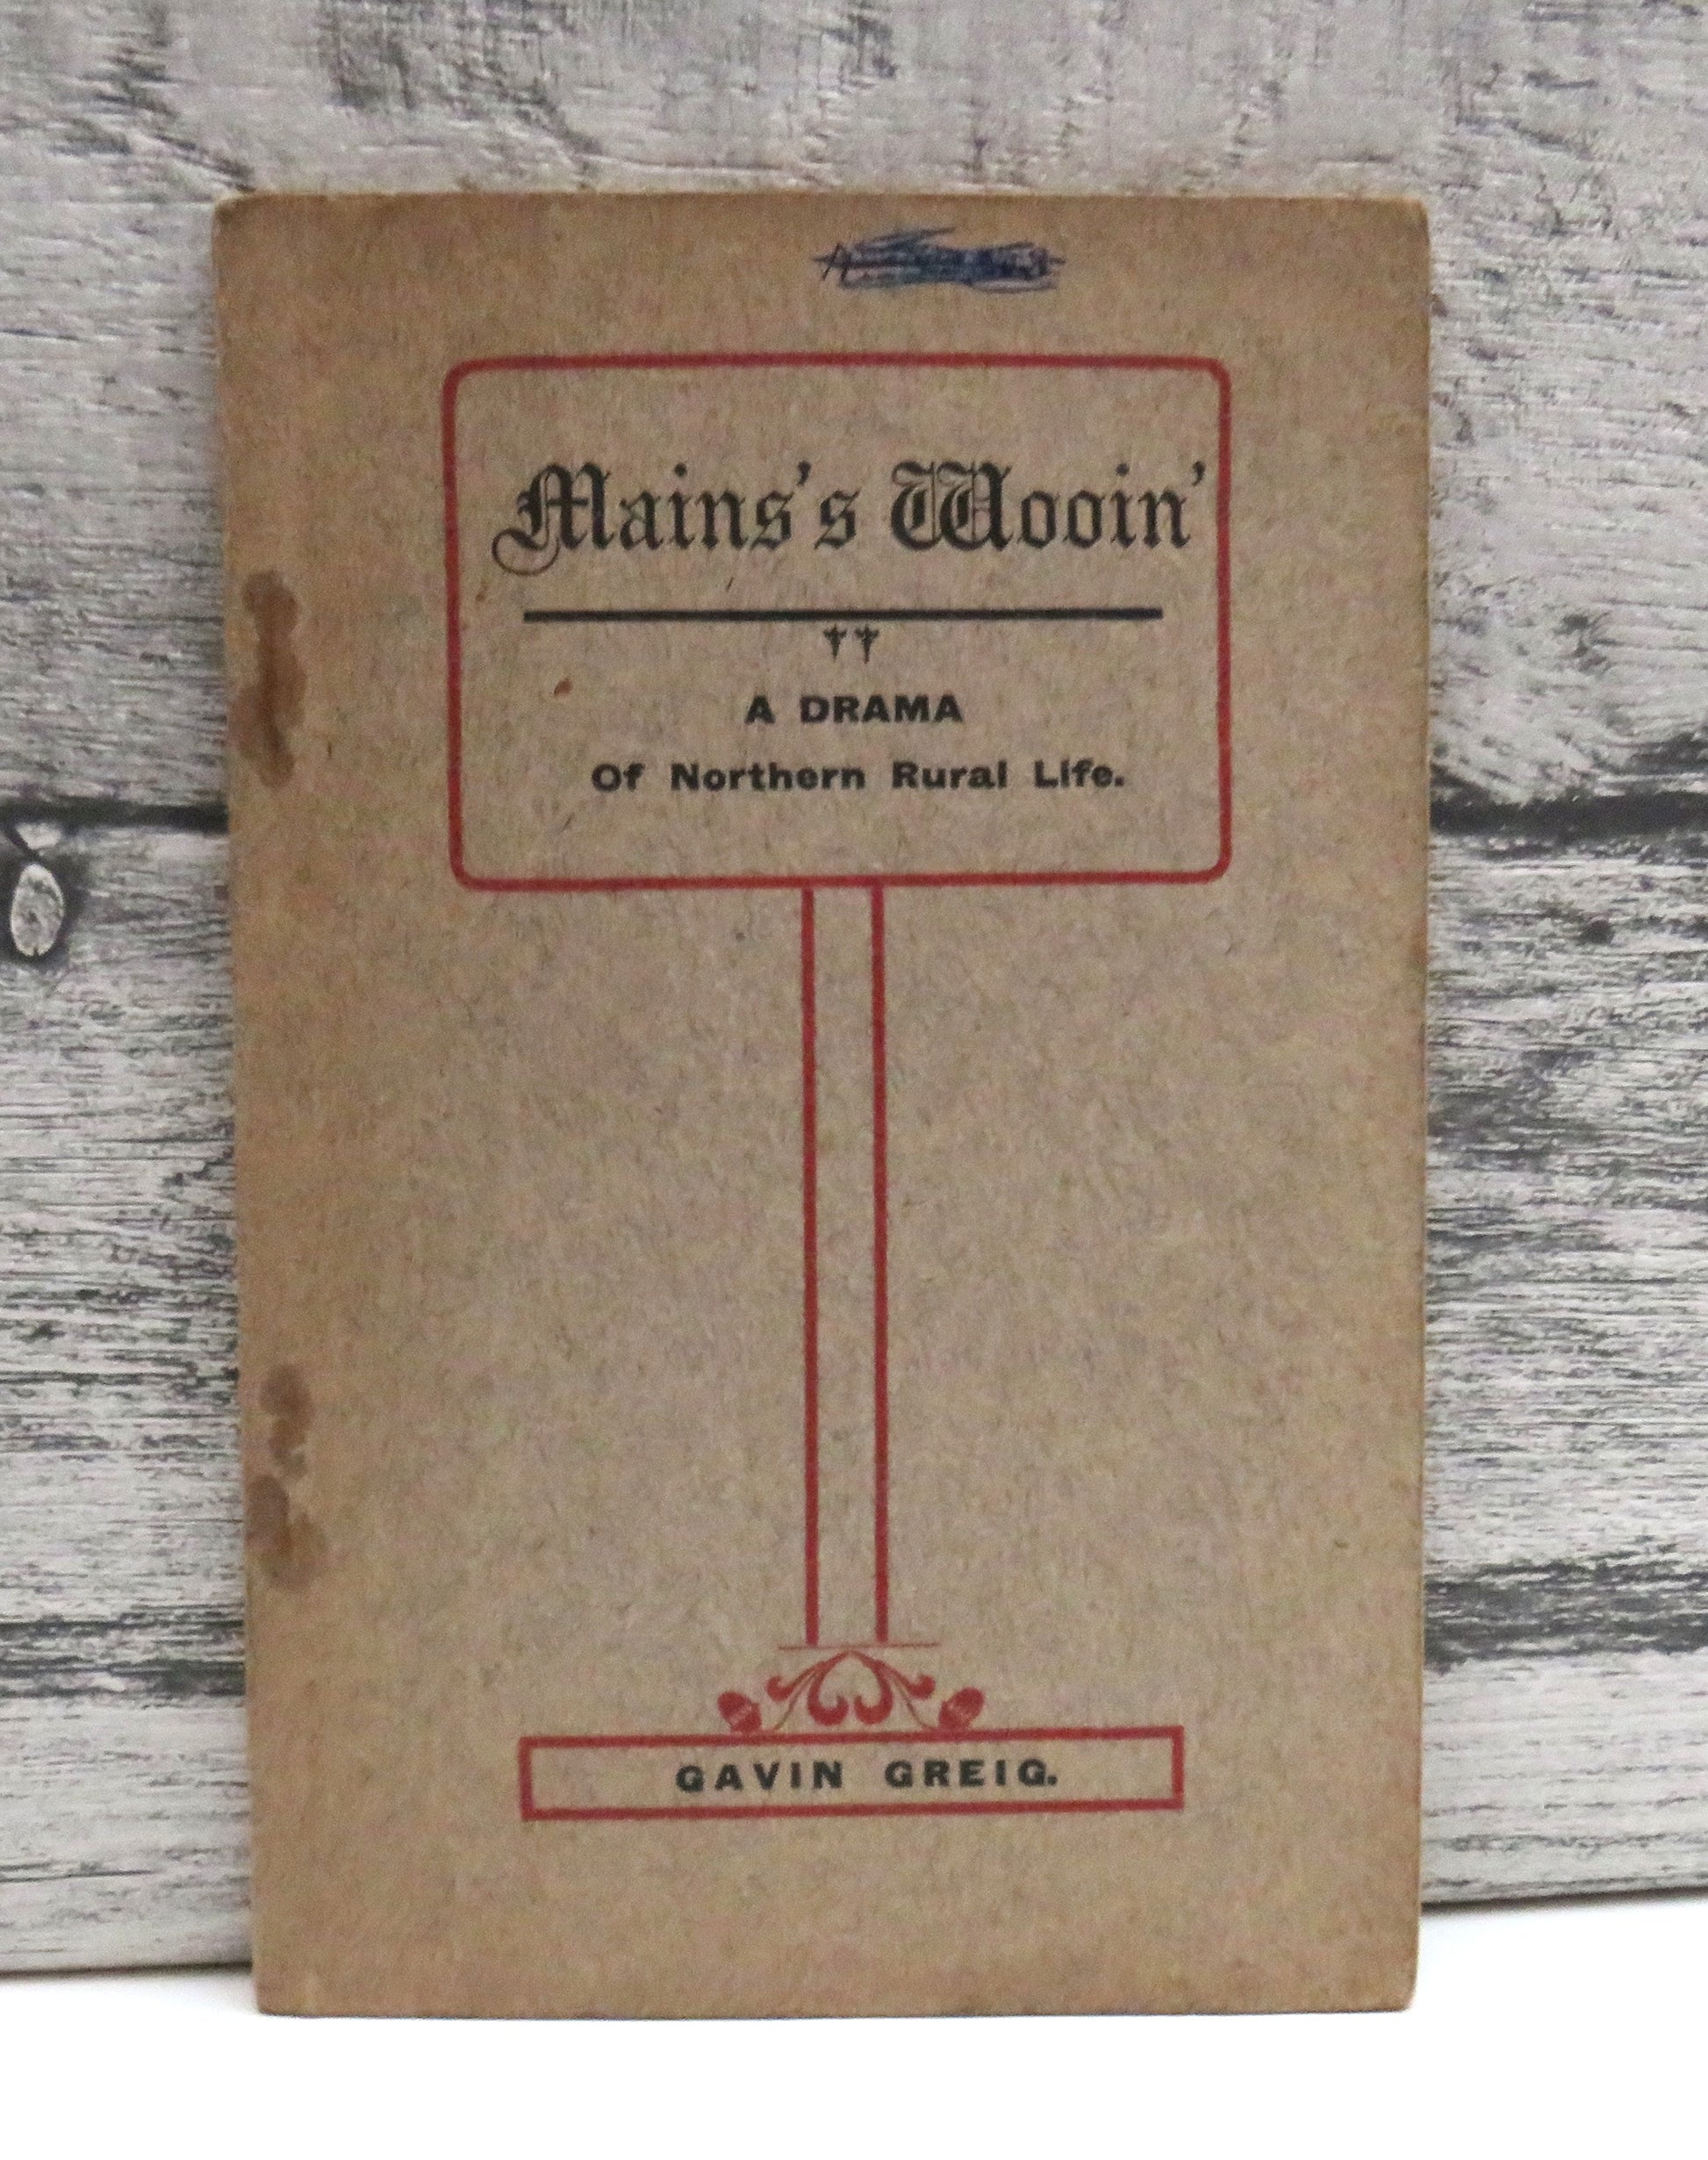 Mains's Wooin'
A DRAMA
Of Northern Rural Life.
GAVIN GREIG.